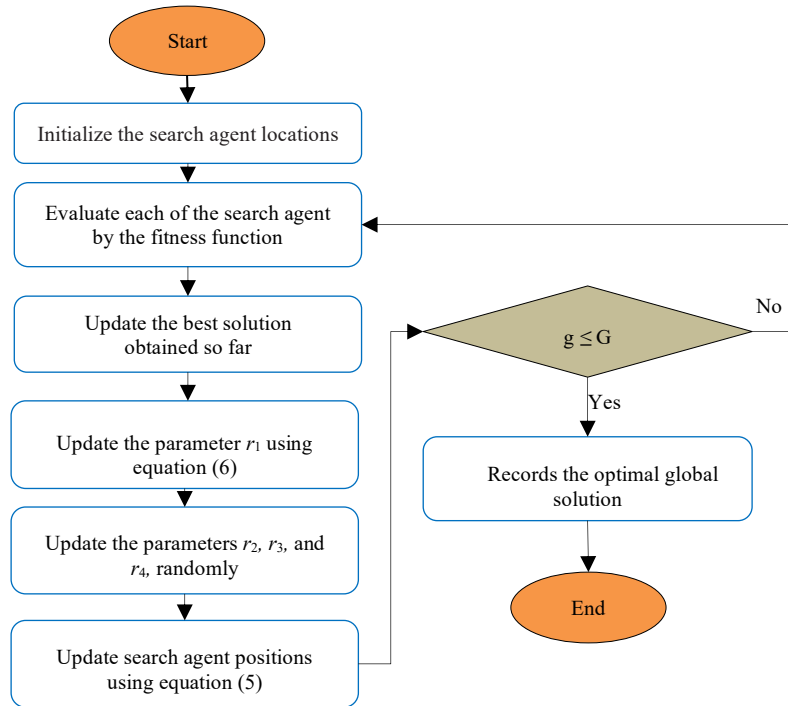 Start
Initialize the search agent locations
Evaluate each of the search agent
by the fitness function
Update the best solution
obtained so far
Update the parameter r₁ using
equation (6)
Update the parameters r₂, r₃, and
r₄, randomly
Update search agent positions
using equation (5)
g ≤ G
No
Yes
Records the optimal global
solution
End